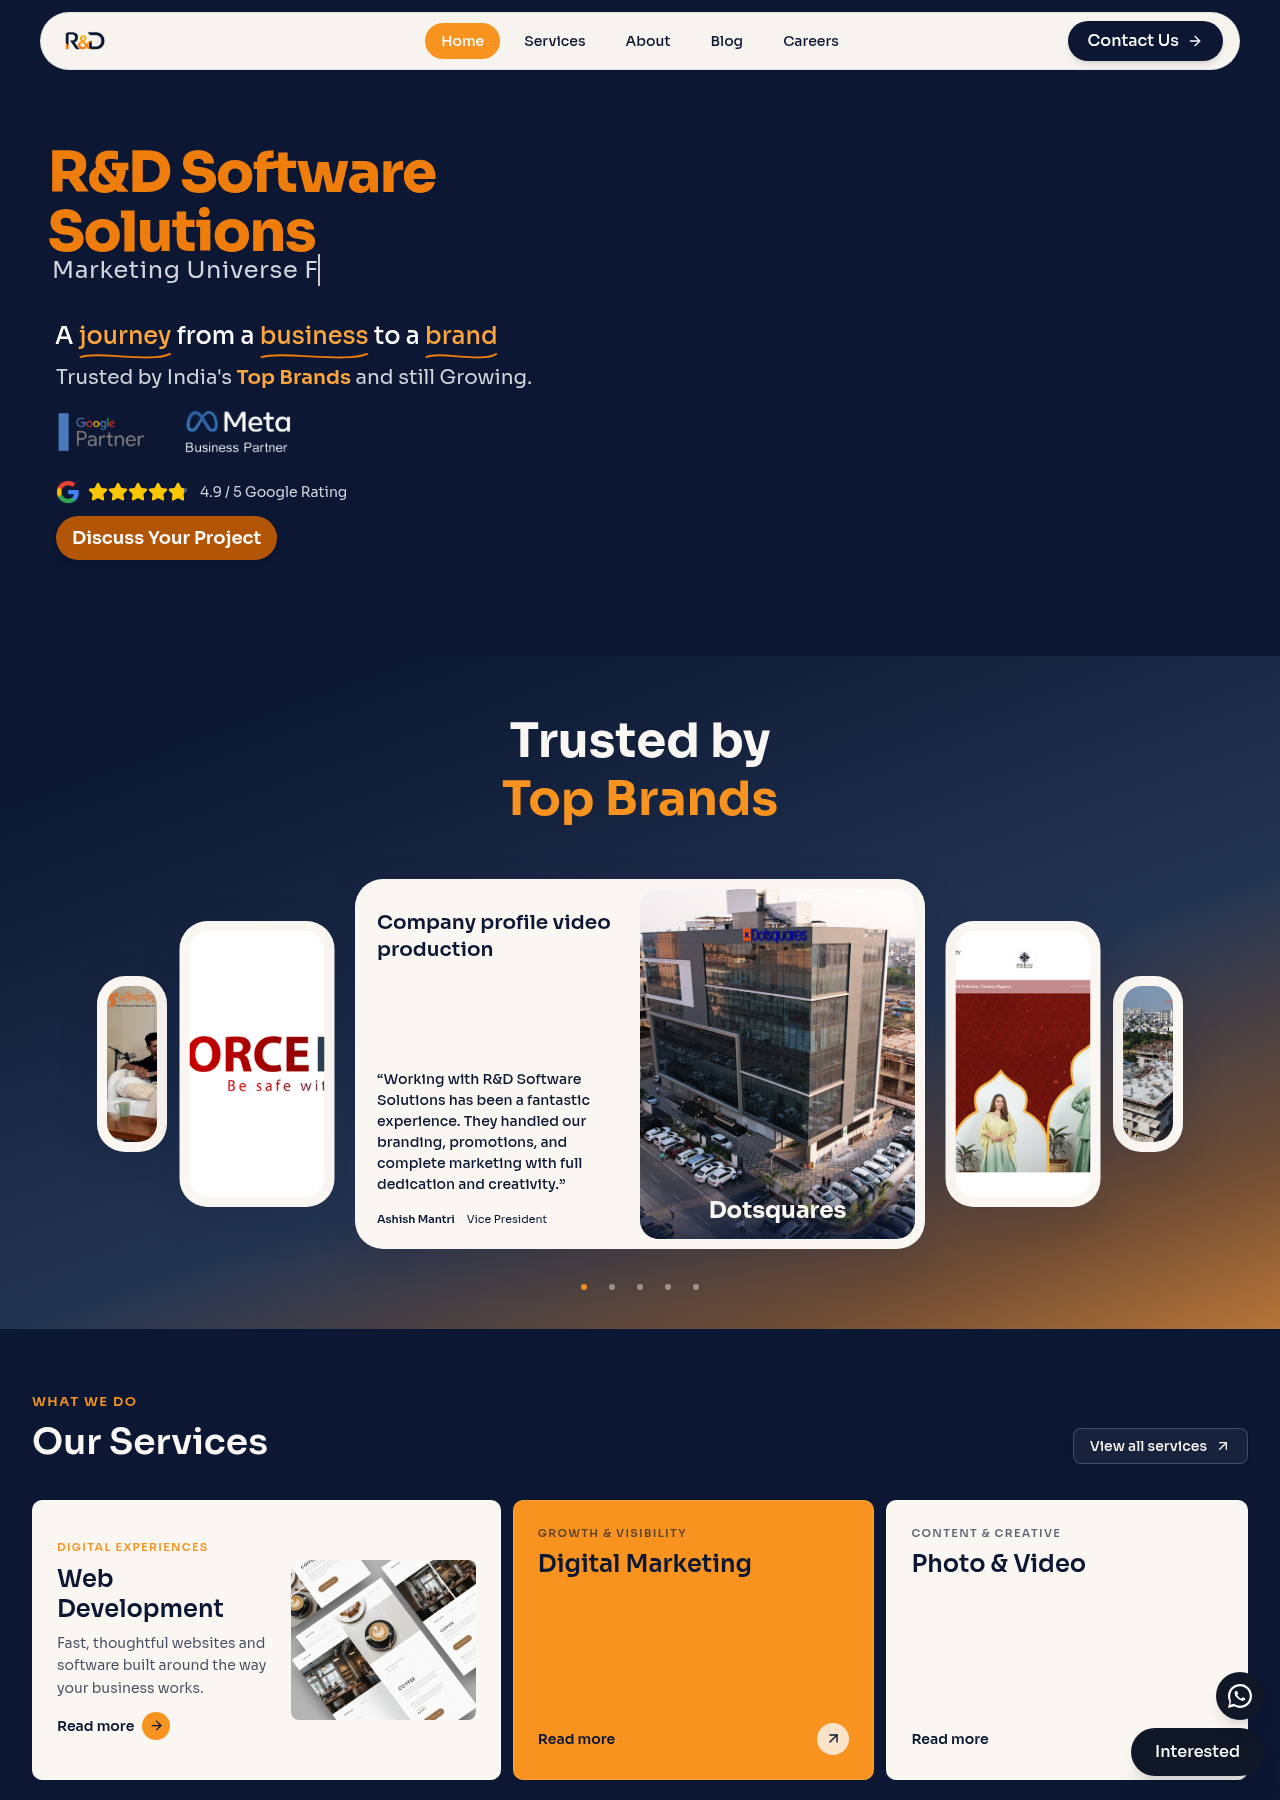 R&D
Home
Services
About
Blog
Careers
Contact Us
R&D Software
Solutions
Marketing Universe F
A journey from a business to a brand
Trusted by India's Top Brands and still Growing.
Google
Partner
Meta
Business Partner
4.9 / 5 Google Rating
Discuss Your Project
Trusted by
Top Brands
ORCE
Be safe wit
Company profile video
production
“Working with R&D Software
Solutions has been a fantastic
experience. They handled our
branding, promotions, and
complete marketing with full
dedication and creativity.”
Ashish Mantri Vice President
Dotsquares
Dotsquares
WHAT WE DO
Our Services
View all services
DIGITAL EXPERIENCES
Web
Development
Fast, thoughtful websites and
software built around the way
your business works.
Read more
COFFEE
GROWTH & VISIBILITY
Digital Marketing
Read more
CONTENT & CREATIVE
Photo & Video
Read more
Interested